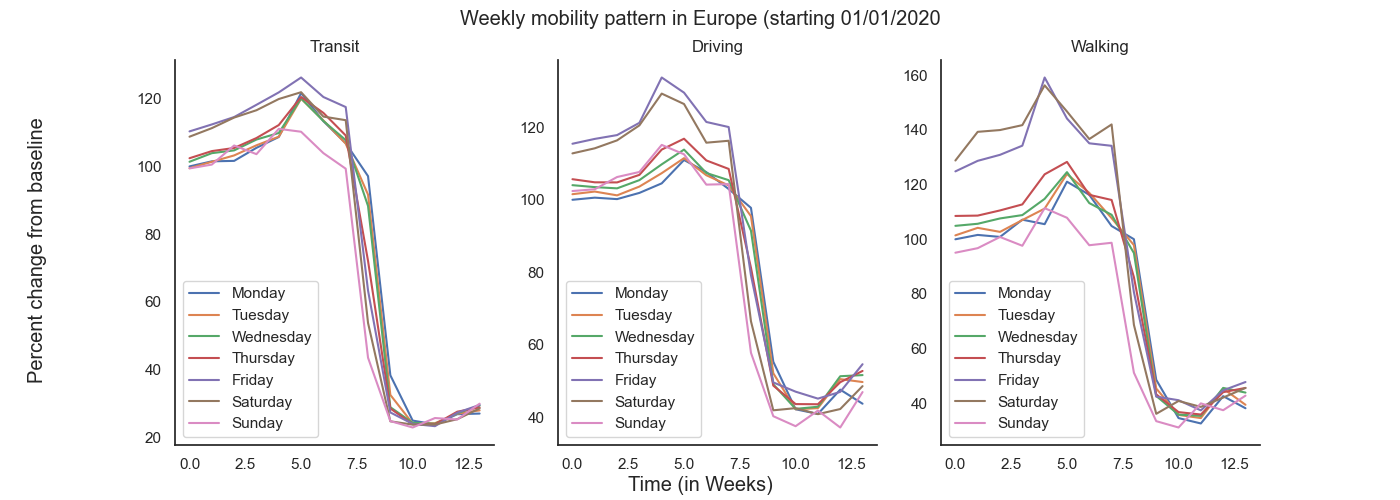 Weekly mobility pattern in Europe (starting 01/01/2020
Percent change from baseline
Transit
120
100
80
60
40
20
0.0 2.5 5.0 7.5 10.0 12.5
Monday
Tuesday
Wednesday
Thursday
Friday
Saturday
Sunday
Driving
120
100
80
60
40
0.0 2.5 5.0 7.5 10.0 12.5
Monday
Tuesday
Wednesday
Thursday
Friday
Saturday
Sunday
Walking
160
140
120
100
80
60
40
0.0 2.5 5.0 7.5 10.0 12.5
Monday
Tuesday
Wednesday
Thursday
Friday
Saturday
Sunday
Time (in Weeks)